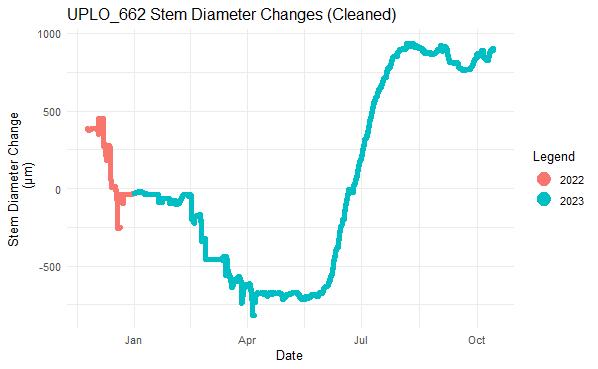 UPLO_662 Stem Diameter Changes (Cleaned)
1000
500
0
−500
Stem Diameter Change
(μm)
Jan
Apr
Jul
Oct
Date
Legend
2022
2023